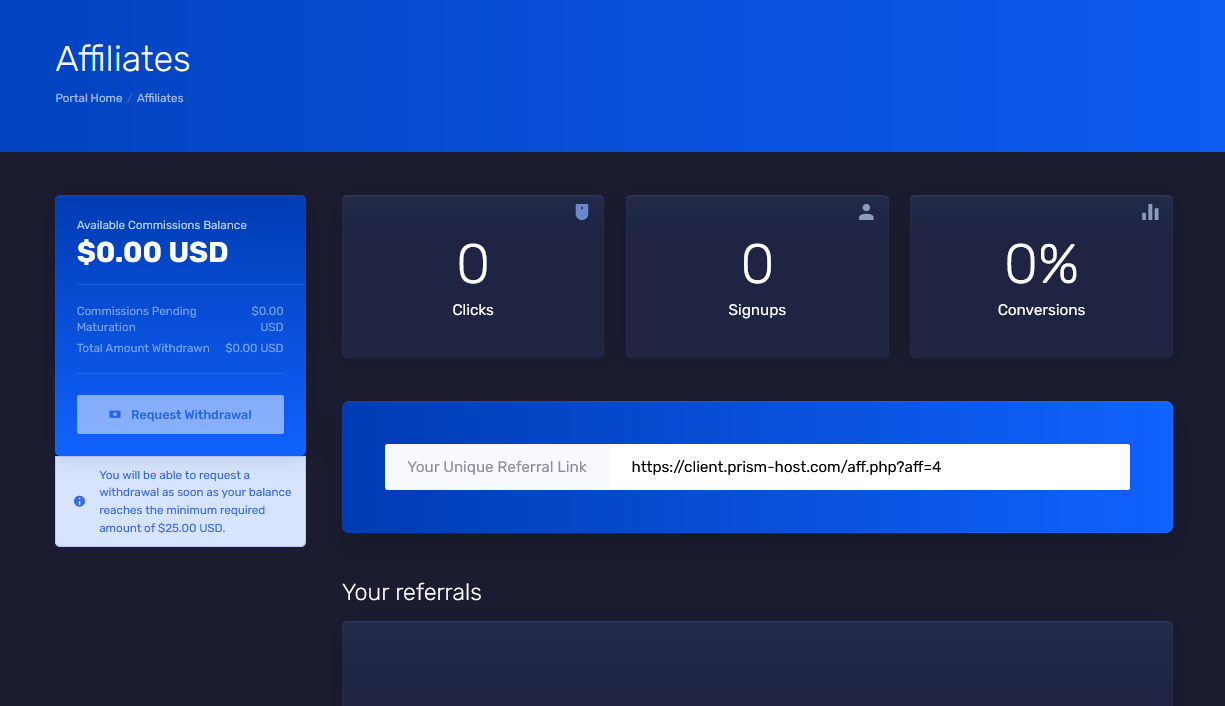 Affiliates
Portal Home / Affiliates
Available Commissions Balance
$0.00 USD
Commissions Pending $0.00
Maturation USD
Total Amount Withdrawn $0.00 USD
Request Withdrawal
You will be able to request a
withdrawal as soon as your balance
reaches the minimum required
amount of $25.00 USD.
0
Clicks
0
Signups
0%
Conversions
Your Unique Referral Link https://client.prism-host.com/aff.php?aff=4
Your referrals